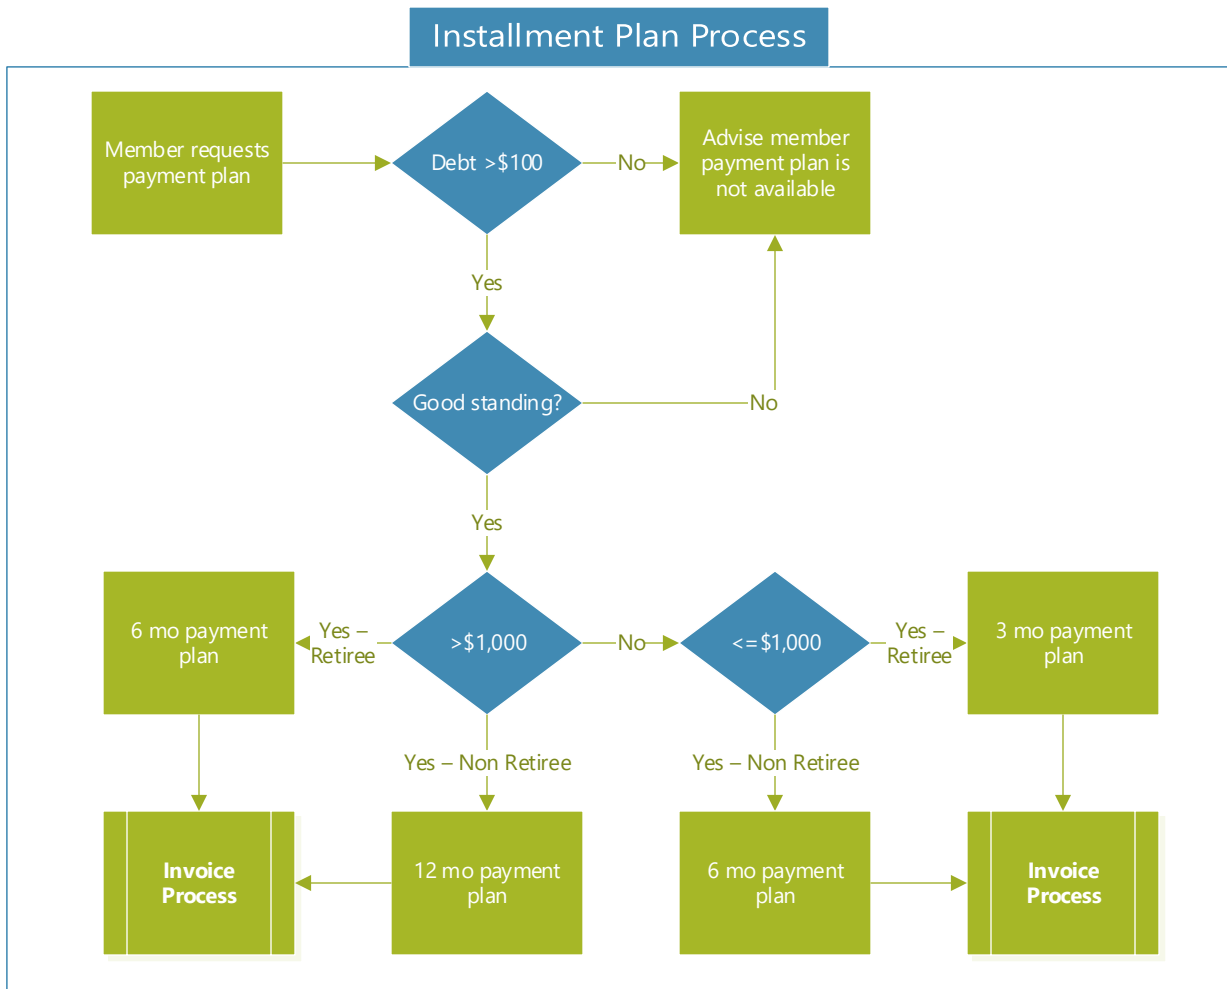 Installment Plan Process
Member requests
payment plan
Debt >$100
No
Advise member
payment plan is
not available
Yes
Good standing?
No
Yes
6 mo payment
plan
Yes –
Retiree
>$1,000
No
<=$1,000
Yes –
Retiree
3 mo payment
plan
Yes – Non Retiree
Yes – Non Retiree
Invoice
Process
12 mo payment
plan
6 mo payment
plan
Invoice
Process